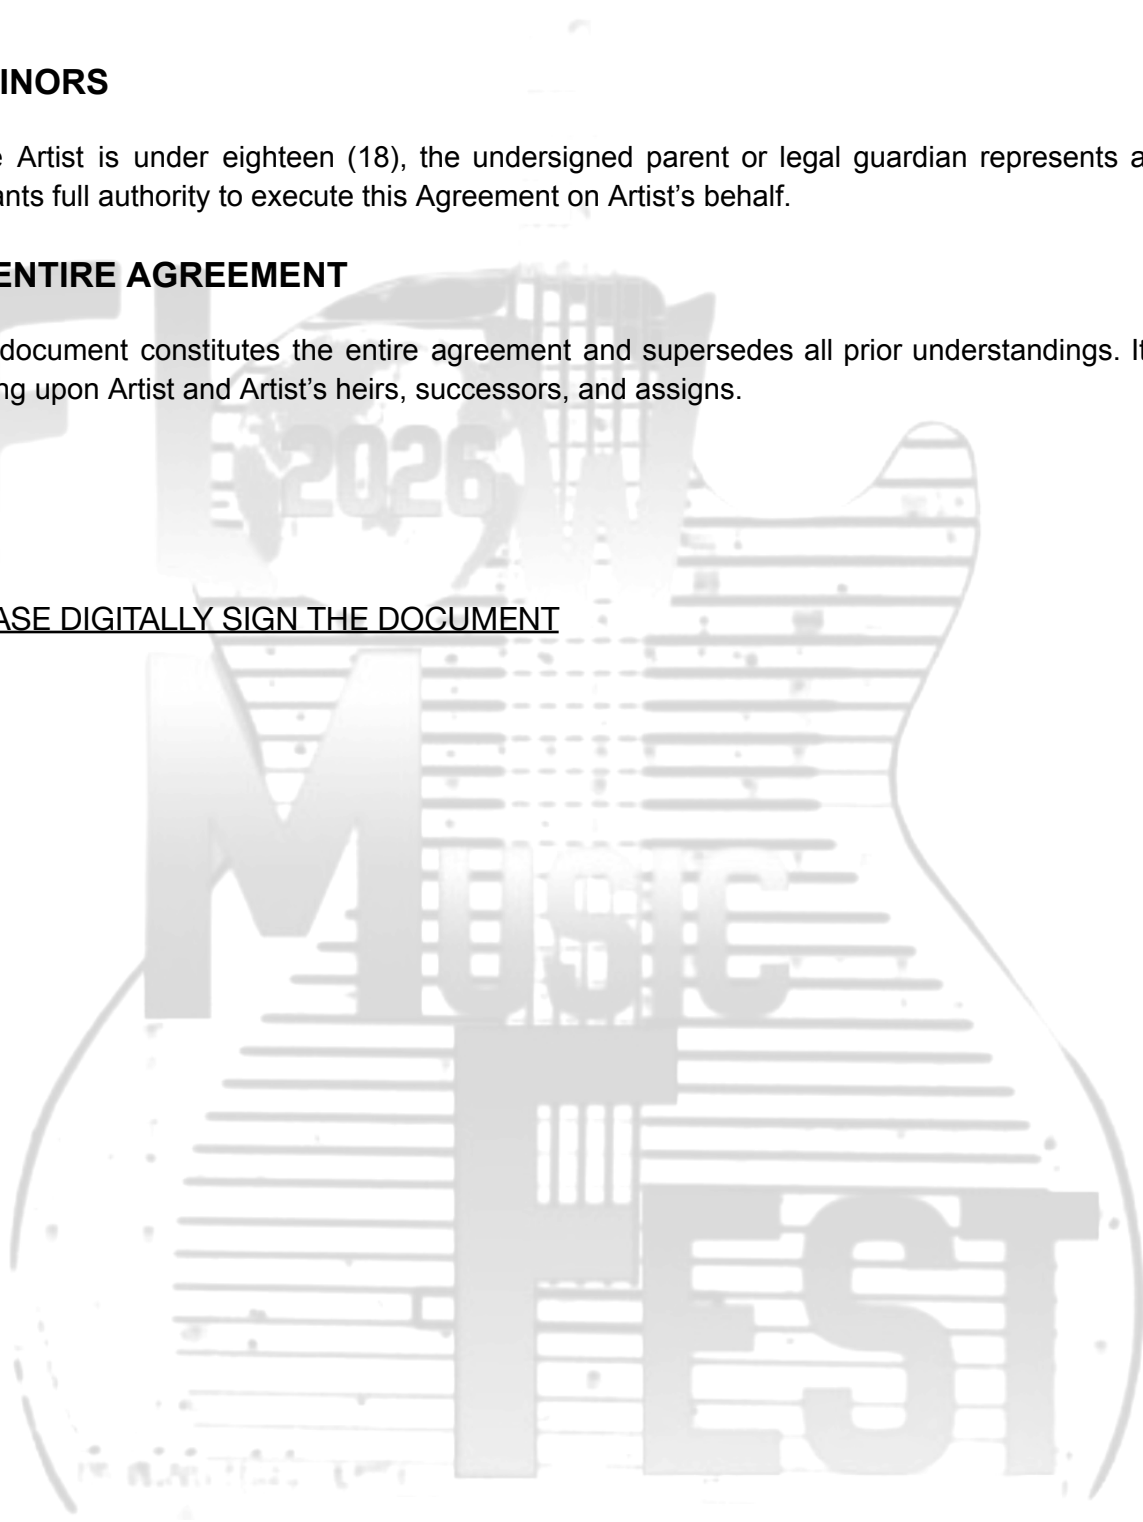 INORS
e Artist is under eighteen (18), the undersigned parent or legal guardian represents a
ants full authority to execute this Agreement on Artist’s behalf.
ENTIRE AGREEMENT
document constitutes the entire agreement and supersedes all prior understandings. It
ng upon Artist and Artist’s heirs, successors, and assigns.
2026
ASE DIGITALLY SIGN THE DOCUMENT
MUSIC
FEST